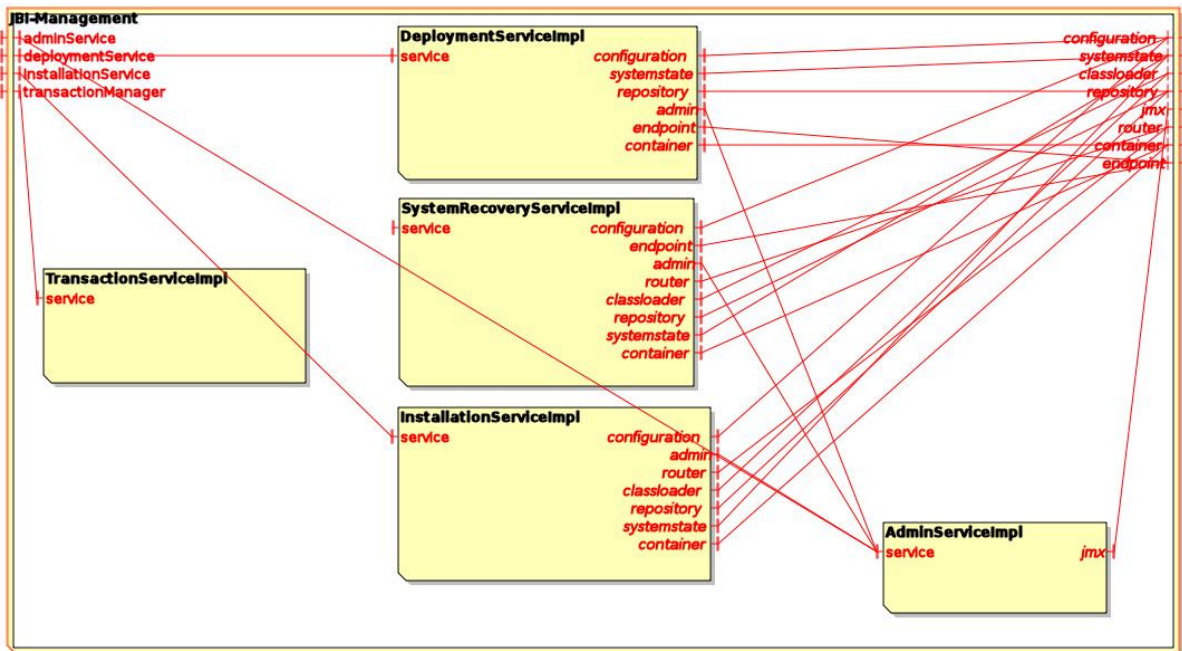 JBI-Management
adminService
deploymentService
installationService
transactionManager
DeploymentServiceImpl
service
configuration
systemstate
repository
admin
endpoint
container
configuration
systemstate
classloader
repository
jmx
router
container
endpoint
SystemRecoveryServiceImpl
service
configuration
endpoint
admin
router
classloader
repository
systemstate
container
TransactionServiceImpl
service
InstallationServiceImpl
service
configuration
admin
router
classloader
repository
systemstate
container
AdminServiceImpl
service
jmx